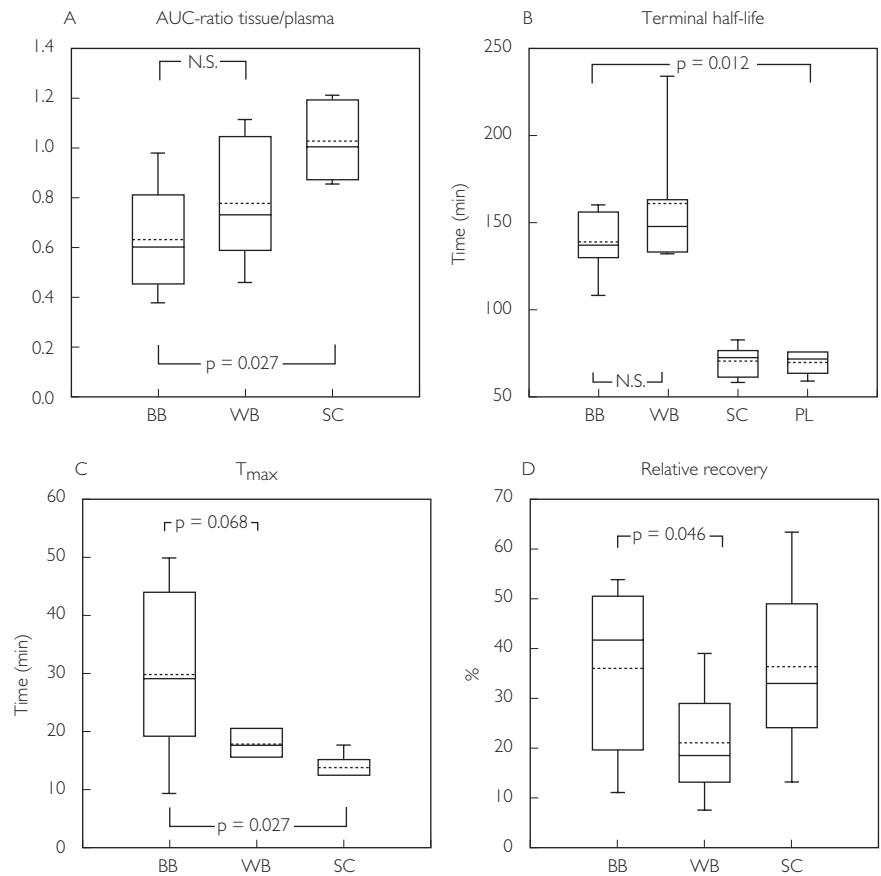 A AUC-ratio tissue/plasma
1.4
1.2
1.0
0.8
0.6
0.4
0.2
0.0
N.S.
p = 0.027
BB WB SC
B Terminal half-life
Time (min)
250
200
150
100
50
p = 0.012
N.S.
BB WB SC PL
C Tmax
Time (min)
60
50
40
30
20
10
0
p = 0.068
p = 0.027
BB WB SC
D Relative recovery
%
70
60
50
40
30
20
10
0
p = 0.046
BB WB SC